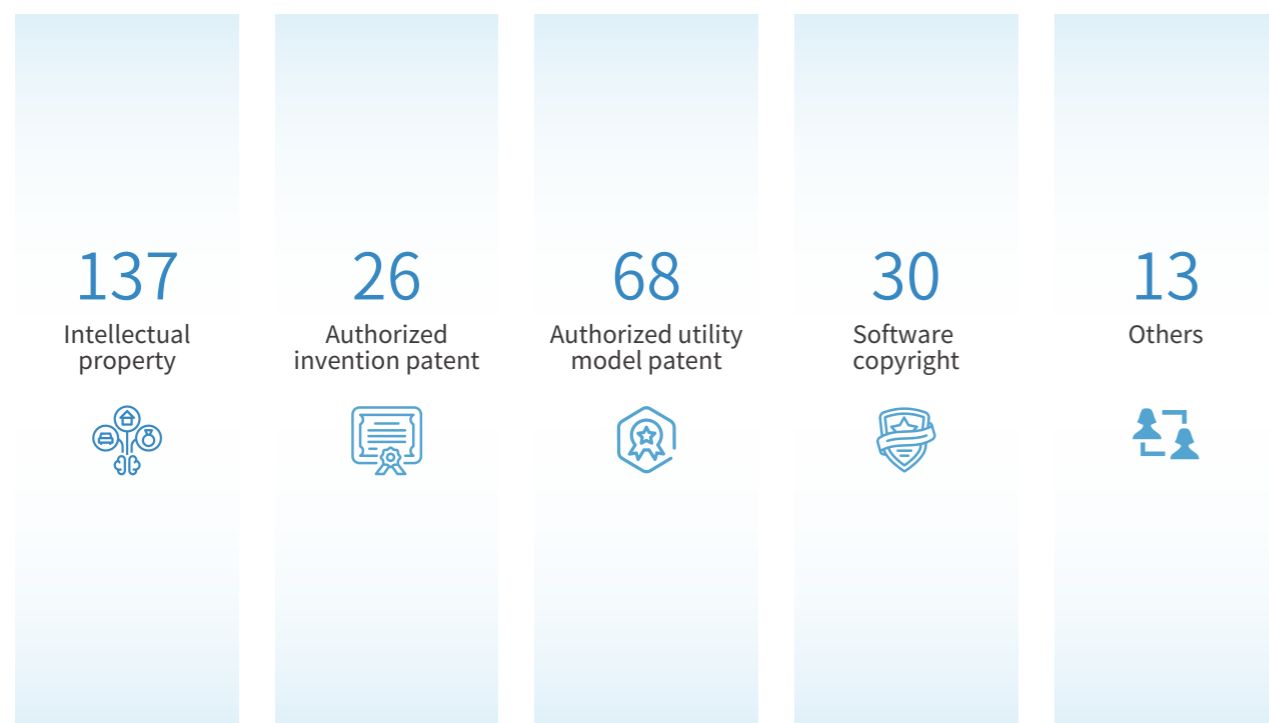 137
Intellectual
property
26
Authorized
invention patent
68
Authorized utility
model patent
30
Software
copyright
13
Others